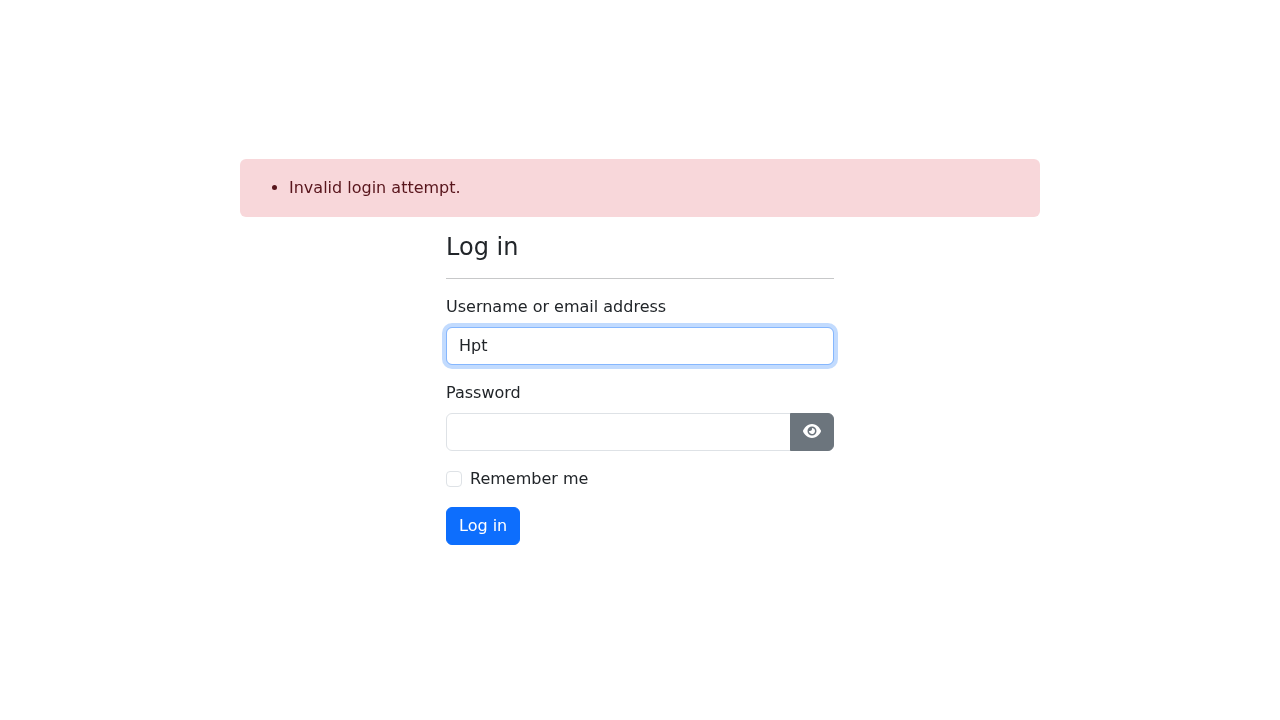 Invalid login attempt.
Log in
Username or email address
Hpt
Password
Remember me
Log in